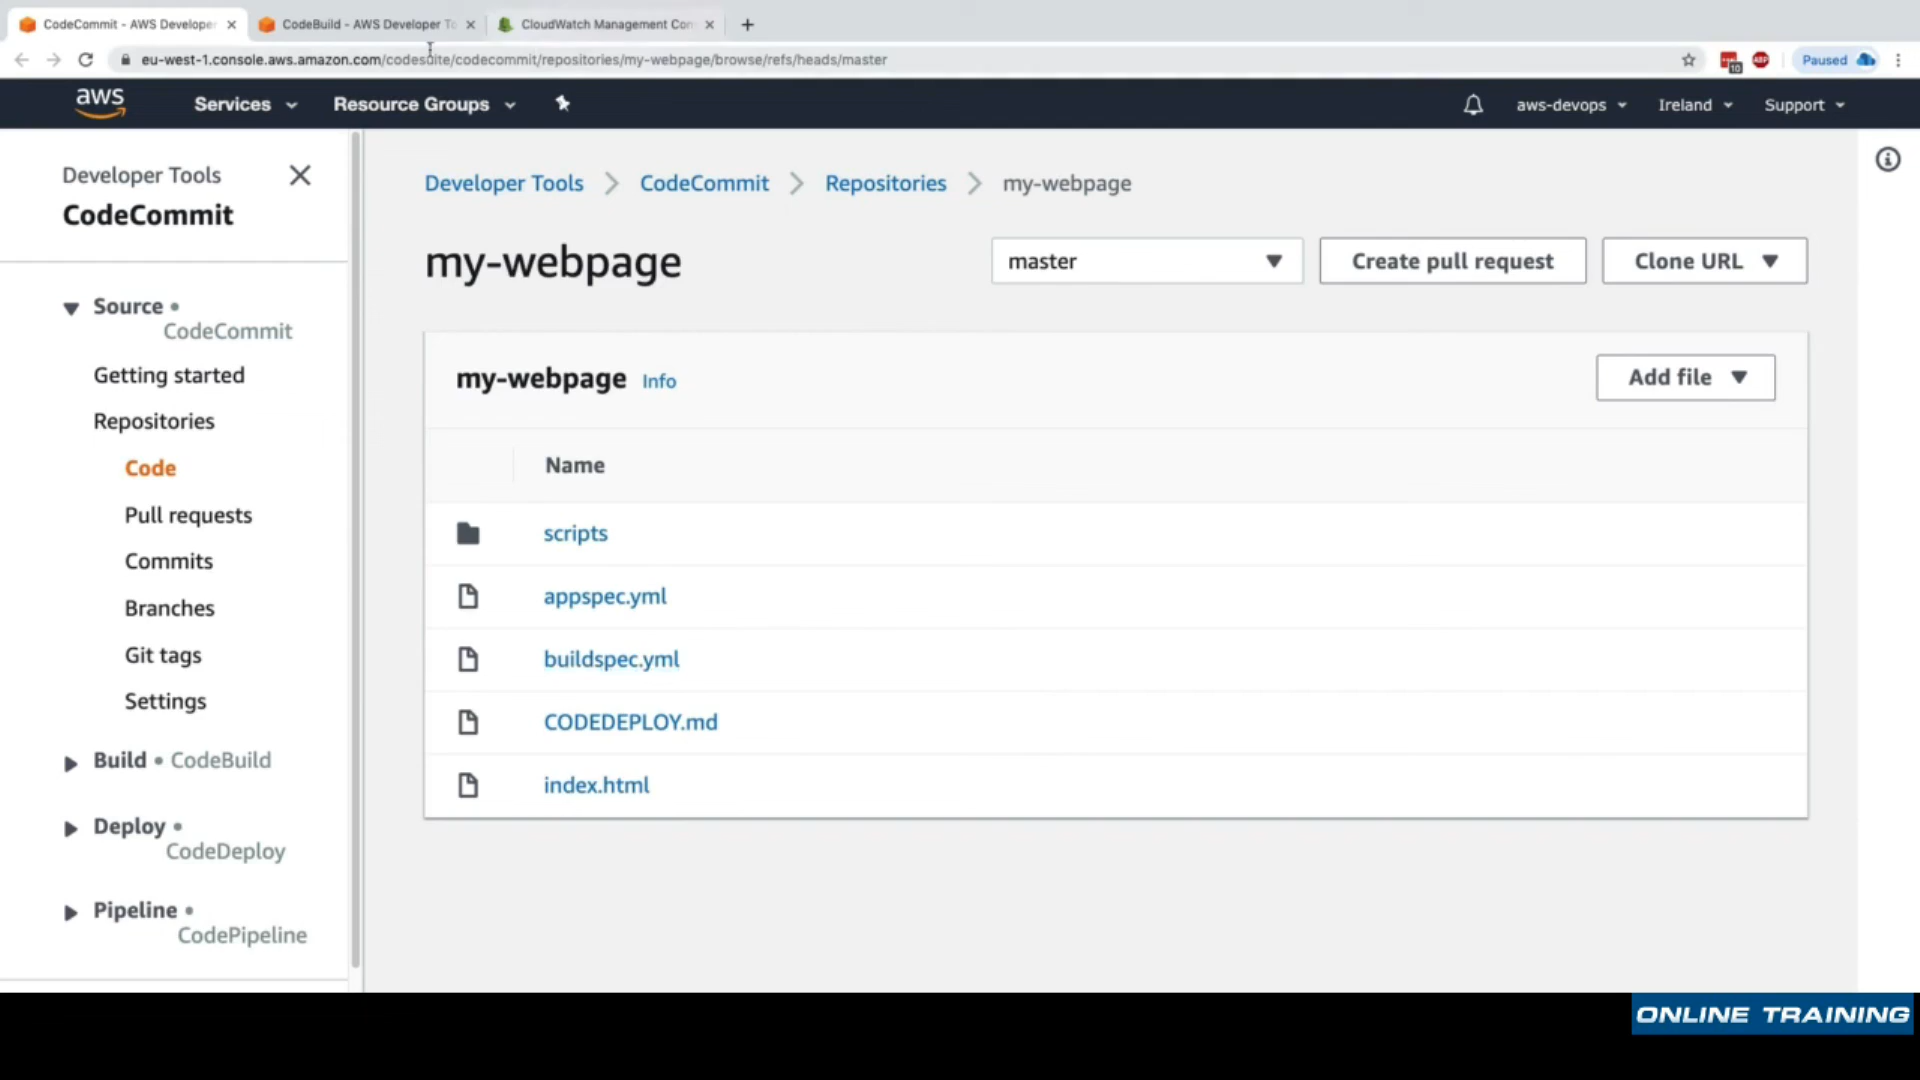 CodeCommit - AWS Developer
CodeBuild - AWS Developer To
CloudWatch Management Con
eu-west-1.console.aws.amazon.com/codesuite/codecommit/repositories/my-webpage/browse/refs/heads/master
10
ABP
Paused
aws
Services
Resource Groups
aws-devops
Ireland
Support
Developer Tools
CodeCommit
Source •
CodeCommit
Getting started
Repositories
Code
Pull requests
Commits
Branches
Git tags
Settings
Build • CodeBuild
Deploy •
CodeDeploy
Pipeline •
CodePipeline
Developer Tools > CodeCommit > Repositories > my-webpage
my-webpage
master
Create pull request
Clone URL
my-webpage Info
Add file
Name
scripts
appspec.yml
buildspec.yml
CODEDEPLOY.md
index.html
ONLINE TRAINING